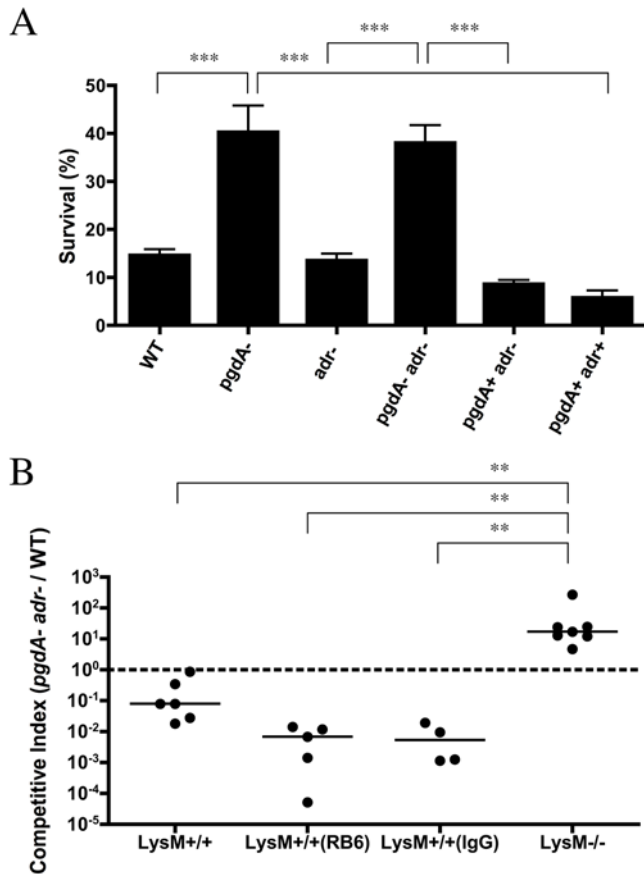 A
*** *** *** ***
Survival (%)
50
40
30
20
10
0
WT pgdA- adr- pgdA- adr- pgdA+ adr- pgdA+ adr+
B
**
**
**
Competitive Index (pgdA- adr- / WT)
10³
10²
10¹
10⁰
10⁻¹
10⁻²
10⁻³
10⁻⁴
10⁻⁵
LysM+/+ LysM+/+(RB6) LysM+/+(IgG) LysM-/-